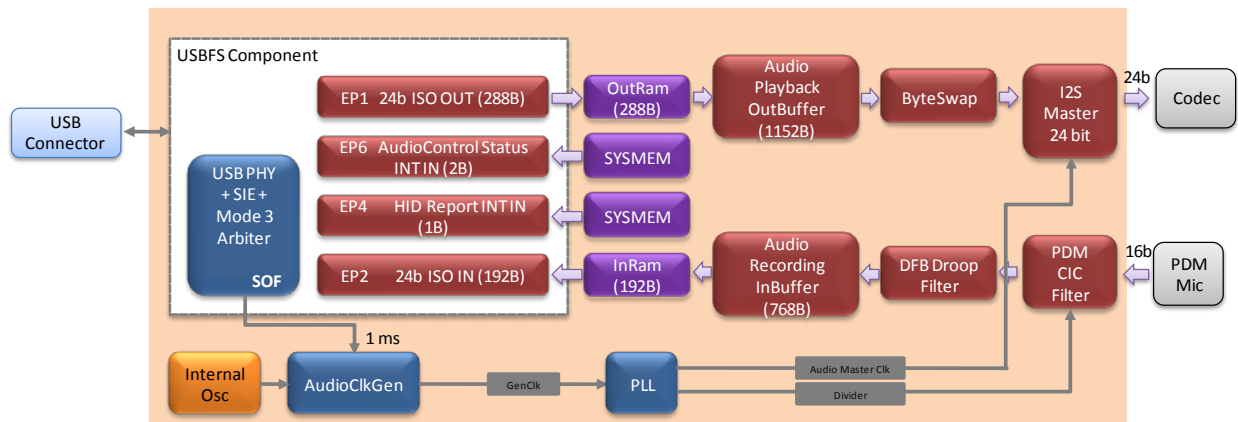 USBFS Component
USB
Connector
USB PHY
+ SIE +
Mode 3
Arbiter
SOF
EP1 24b ISO OUT (288B)
EP6 AudioControl Status
INT IN (2B)
EP4 HID Report INT IN
(1B)
EP2 24b ISO IN (192B)
OutRam
(288B)
SYSMEM
SYSMEM
InRam
(192B)
Audio
Playback
OutBuffer
(1152B)
ByteSwap
I2S
Master
24 bit
24b
Codec
Audio
Recording
InBuffer
(768B)
DFB Droop
Filter
PDM
CIC
Filter
16b
PDM
Mic
1 ms
Internal
Osc
AudioClkGen
GenClk
PLL
Audio Master Clk
Divider